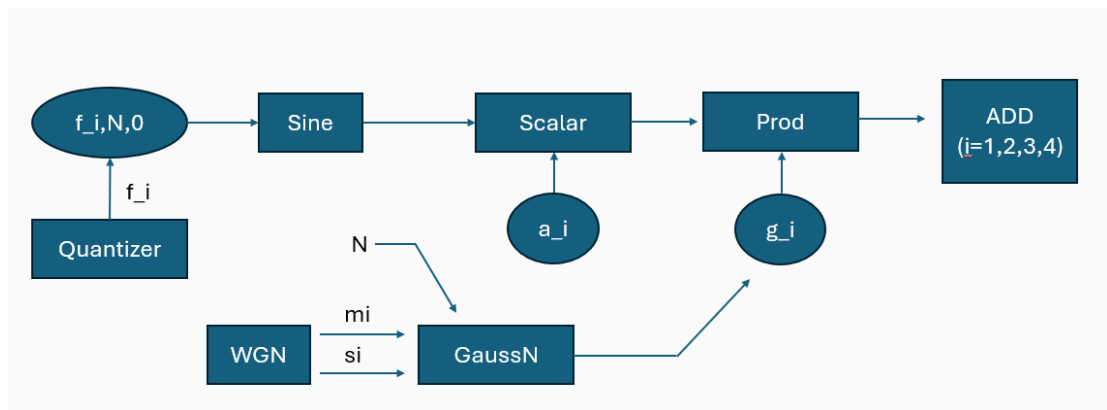 f_i,N,0
Sine
Scalar
Prod
ADD
(i=1,2,3,4)
f_i
Quantizer
a_i
g_i
N
mi
WGN
si
GaussN